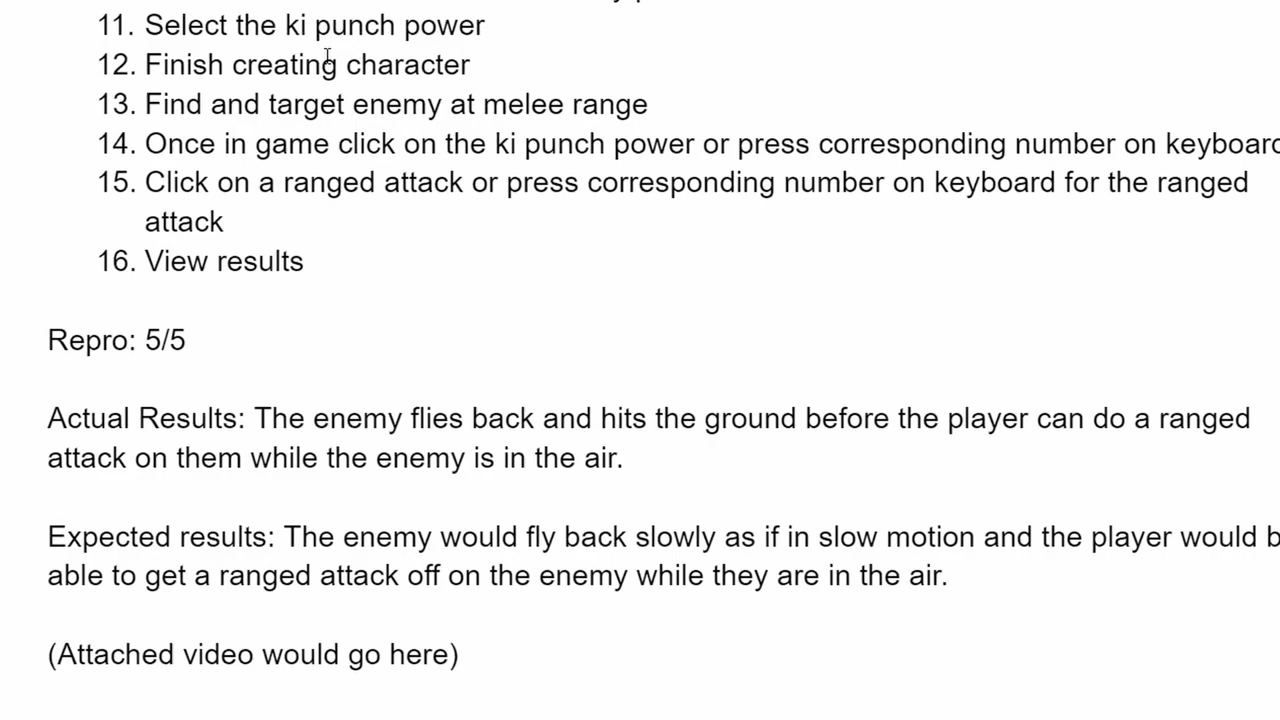 11. Select the ki punch power
12. Finish creating character
13. Find and target enemy at melee range
14. Once in game click on the ki punch power or press corresponding number on keyboard
15. Click on a ranged attack or press corresponding number on keyboard for the ranged
attack
16. View results
Repro: 5/5
Actual Results: The enemy flies back and hits the ground before the player can do a ranged
attack on them while the enemy is in the air.
Expected results: The enemy would fly back slowly as if in slow motion and the player would b
able to get a ranged attack off on the enemy while they are in the air.
(Attached video would go here)